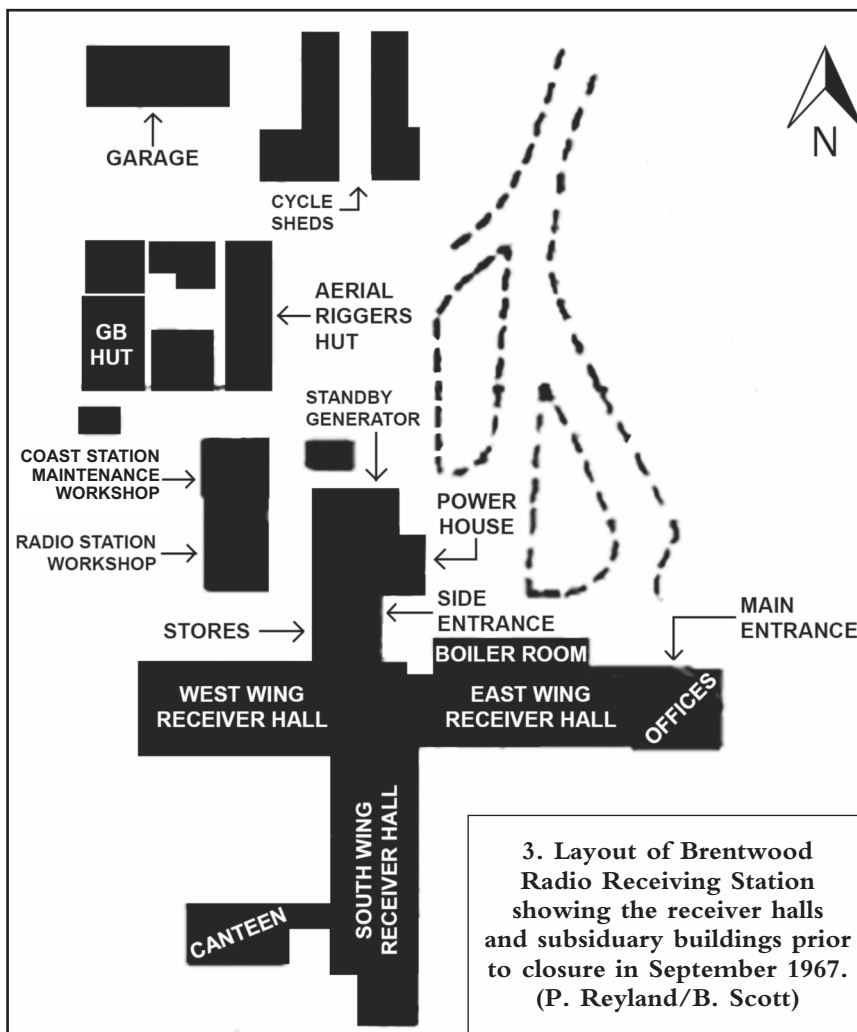 GARAGE
CYCLE
SHEDS
N
GB
HUT
AERIAL
RIGGERS
HUT
STANDBY
GENERATOR
COAST STATION
MAINTENANCE
WORKSHOP
RADIO STATION
WORKSHOP
POWER
HOUSE
SIDE
ENTRANCE
MAIN
ENTRANCE
STORES
BOILER ROOM
WEST WING
RECEIVER HALL
EAST WING
RECEIVER HALL
OFFICES
SOUTH WING
RECEIVER HALL
CANTEEN
3. Layout of Brentwood
Radio Receiving Station
showing the receiver halls
and subsiduary buildings prior
to closure in September 1967.
(P. Reyland/B. Scott)